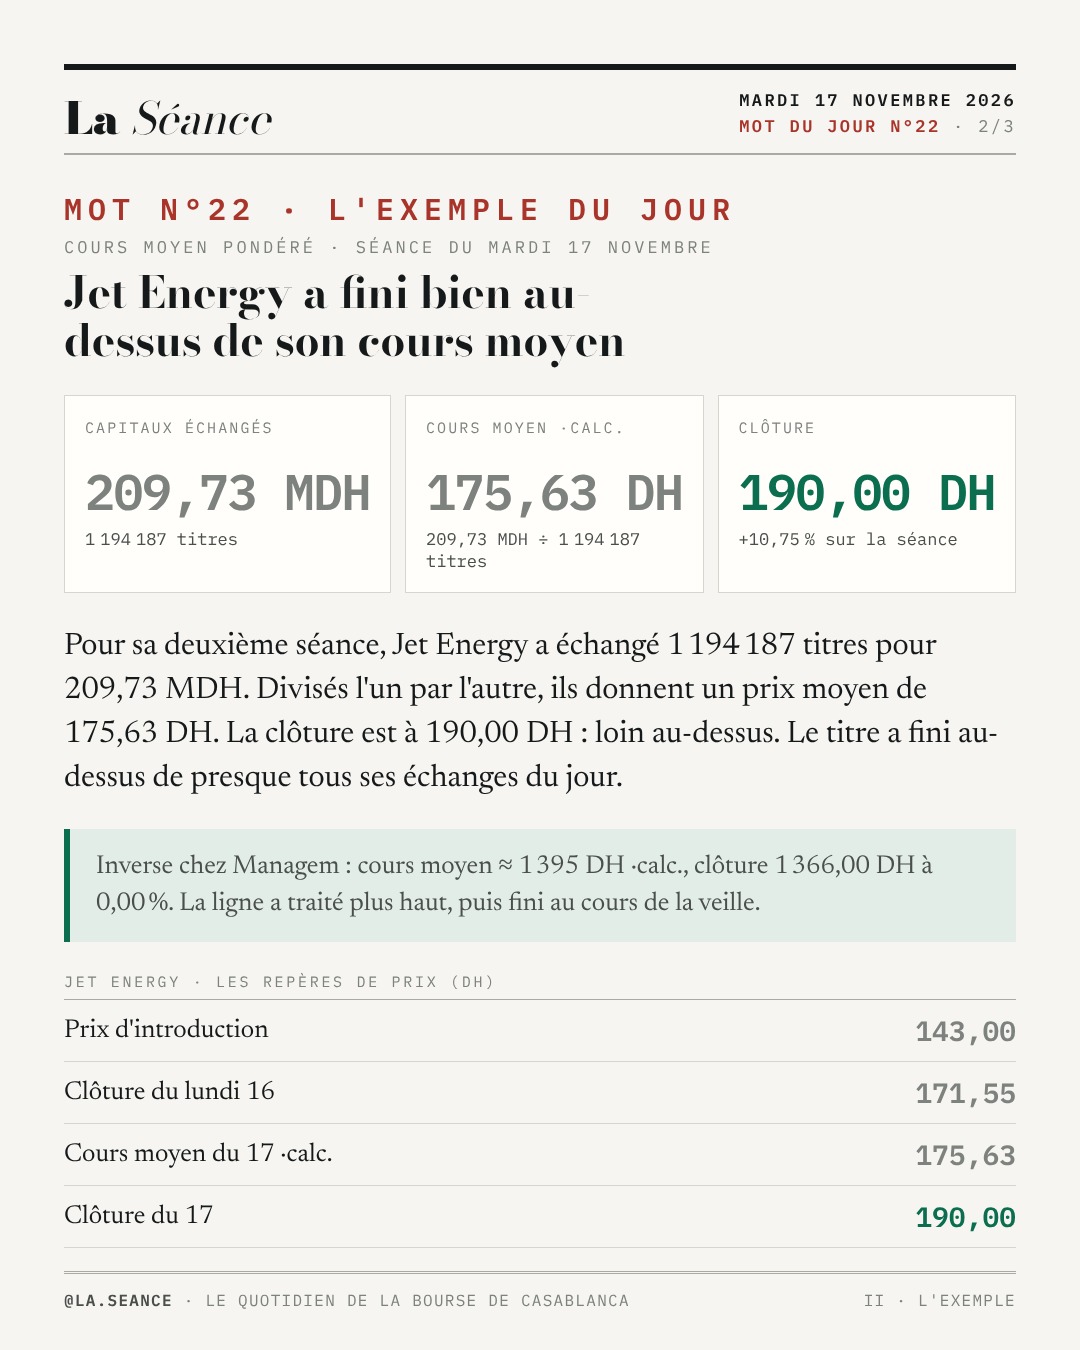 La Séance
MARDI 17 NOVEMBRE 2026
MOT DU JOUR N°22 · 2/3
MOT N°22 · L'EXEMPLE DU JOUR
COURS MOYEN PONDÉRÉ · SÉANCE DU MARDI 17 NOVEMBRE
Jet Energy a fini bien au-
dessus de son cours moyen
CAPITAUX ÉCHANGÉS
209,73 MDH
1 194 187 titres
COURS MOYEN ·CALC.
175,63 DH
209,73 MDH ÷ 1 194 187
titres
CLÔTURE
190,00 DH
+10,75 % sur la séance
Pour sa deuxième séance, Jet Energy a échangé 1 194 187 titres pour
209,73 MDH. Divisés l'un par l'autre, ils donnent un prix moyen de
175,63 DH. La clôture est à 190,00 DH : loin au-dessus. Le titre a fini au-
dessus de presque tous ses échanges du jour.
Inverse chez Managem : cours moyen ≈ 1 395 DH ·calc., clôture 1 366,00 DH à
0,00 %. La ligne a traité plus haut, puis fini au cours de la veille.
JET ENERGY · LES REPÈRES DE PRIX (DH)
Prix d'introduction 143,00
Clôture du lundi 16 171,55
Cours moyen du 17 ·calc. 175,63
Clôture du 17 190,00
@LA.SEANCE · LE QUOTIDIEN DE LA BOURSE DE CASABLANCA
II · L'EXEMPLE